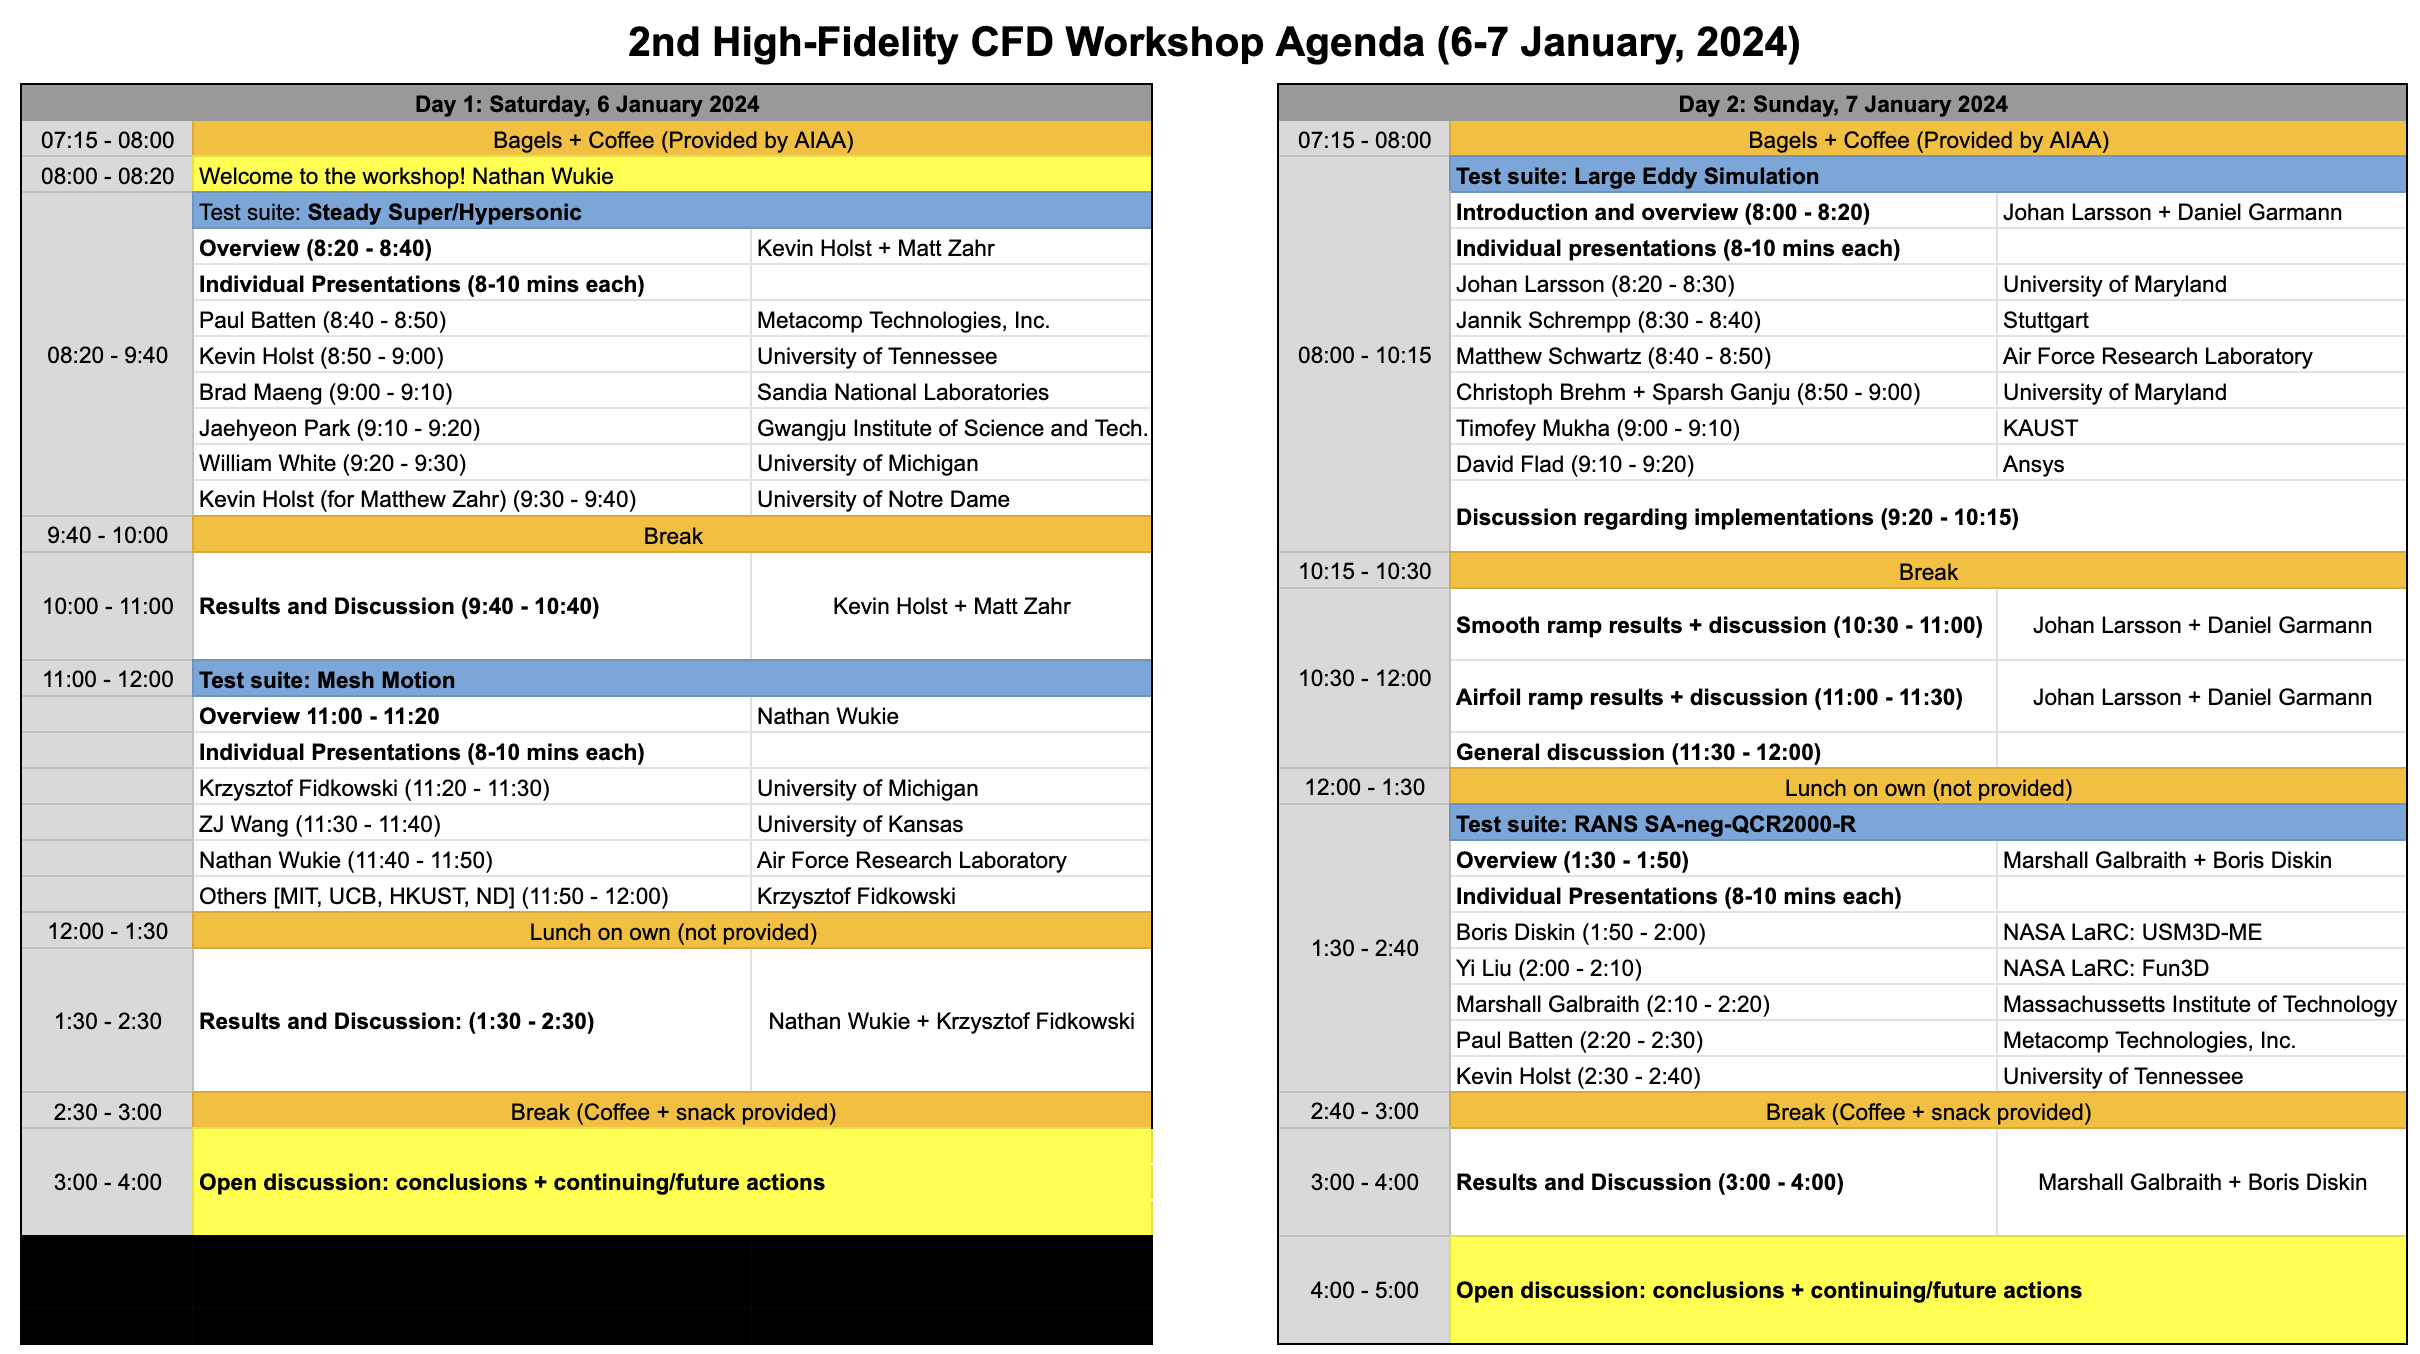 2nd High-Fidelity CFD Workshop Agenda (6-7 January, 2024)
Day 1: Saturday, 6 January 2024
07:15 - 08:00 Bagels + Coffee (Provided by AIAA)
08:00 - 08:20 Welcome to the workshop! Nathan Wukie
08:20 - 9:40
Test suite: Steady Super/Hypersonic
Overview (8:20 - 8:40) Kevin Holst + Matt Zahr
Individual Presentations (8-10 mins each)
Paul Batten (8:40 - 8:50) Metacomp Technologies, Inc.
Kevin Holst (8:50 - 9:00) University of Tennessee
Brad Maeng (9:00 - 9:10) Sandia National Laboratories
Jaehyeon Park (9:10 - 9:20) Gwangju Institute of Science and Tech.
William White (9:20 - 9:30) University of Michigan
Kevin Holst (for Matthew Zahr) (9:30 - 9:40) University of Notre Dame
9:40 - 10:00 Break
10:00 - 11:00 Results and Discussion (9:40 - 10:40) Kevin Holst + Matt Zahr
11:00 - 12:00 Test suite: Mesh Motion
Overview 11:00 - 11:20 Nathan Wukie
Individual Presentations (8-10 mins each)
Krzysztof Fidkowski (11:20 - 11:30) University of Michigan
ZJ Wang (11:30 - 11:40) University of Kansas
Nathan Wukie (11:40 - 11:50) Air Force Research Laboratory
Others [MIT, UCB, HKUST, ND] (11:50 - 12:00) Krzysztof Fidkowski
12:00 - 1:30 Lunch on own (not provided)
1:30 - 2:30 Results and Discussion: (1:30 - 2:30) Nathan Wukie + Krzysztof Fidkowski
2:30 - 3:00 Break (Coffee + snack provided)
3:00 - 4:00 Open discussion: conclusions + continuing/future actions
Day 2: Sunday, 7 January 2024
07:15 - 08:00 Bagels + Coffee (Provided by AIAA)
08:00 - 10:15
Test suite: Large Eddy Simulation
Introduction and overview (8:00 - 8:20) Johan Larsson + Daniel Garmann
Individual presentations (8-10 mins each)
Johan Larsson (8:20 - 8:30) University of Maryland
Jannik Schrempp (8:30 - 8:40) Stuttgart
Matthew Schwartz (8:40 - 8:50) Air Force Research Laboratory
Christoph Brehm + Sparsh Ganju (8:50 - 9:00) University of Maryland
Timofey Mukha (9:00 - 9:10) KAUST
David Flad (9:10 - 9:20) Ansys
Discussion regarding implementations (9:20 - 10:15)
10:15 - 10:30 Break
10:30 - 12:00
Smooth ramp results + discussion (10:30 - 11:00) Johan Larsson + Daniel Garmann
Airfoil ramp results + discussion (11:00 - 11:30) Johan Larsson + Daniel Garmann
General discussion (11:30 - 12:00)
12:00 - 1:30 Lunch on own (not provided)
1:30 - 2:40
Test suite: RANS SA-neg-QCR2000-R
Overview (1:30 - 1:50) Marshall Galbraith + Boris Diskin
Individual Presentations (8-10 mins each)
Boris Diskin (1:50 - 2:00) NASA LaRC: USM3D-ME
Yi Liu (2:00 - 2:10) NASA LaRC: Fun3D
Marshall Galbraith (2:10 - 2:20) Massachussetts Institute of Technology
Paul Batten (2:20 - 2:30) Metacomp Technologies, Inc.
Kevin Holst (2:30 - 2:40) University of Tennessee
2:40 - 3:00 Break (Coffee + snack provided)
3:00 - 4:00 Results and Discussion (3:00 - 4:00) Marshall Galbraith + Boris Diskin
4:00 - 5:00 Open discussion: conclusions + continuing/future actions